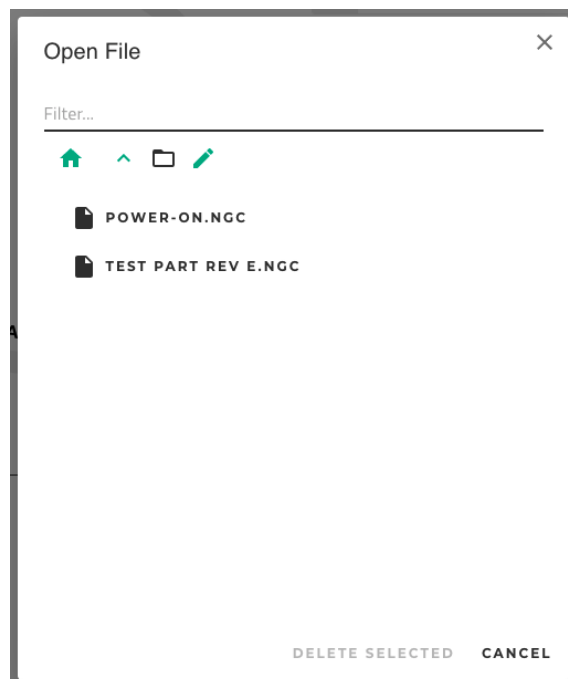 Open File
Filter...
POWER-ON.NGC
TEST PART REV E.NGC
A
DELETE SELECTED CANCEL